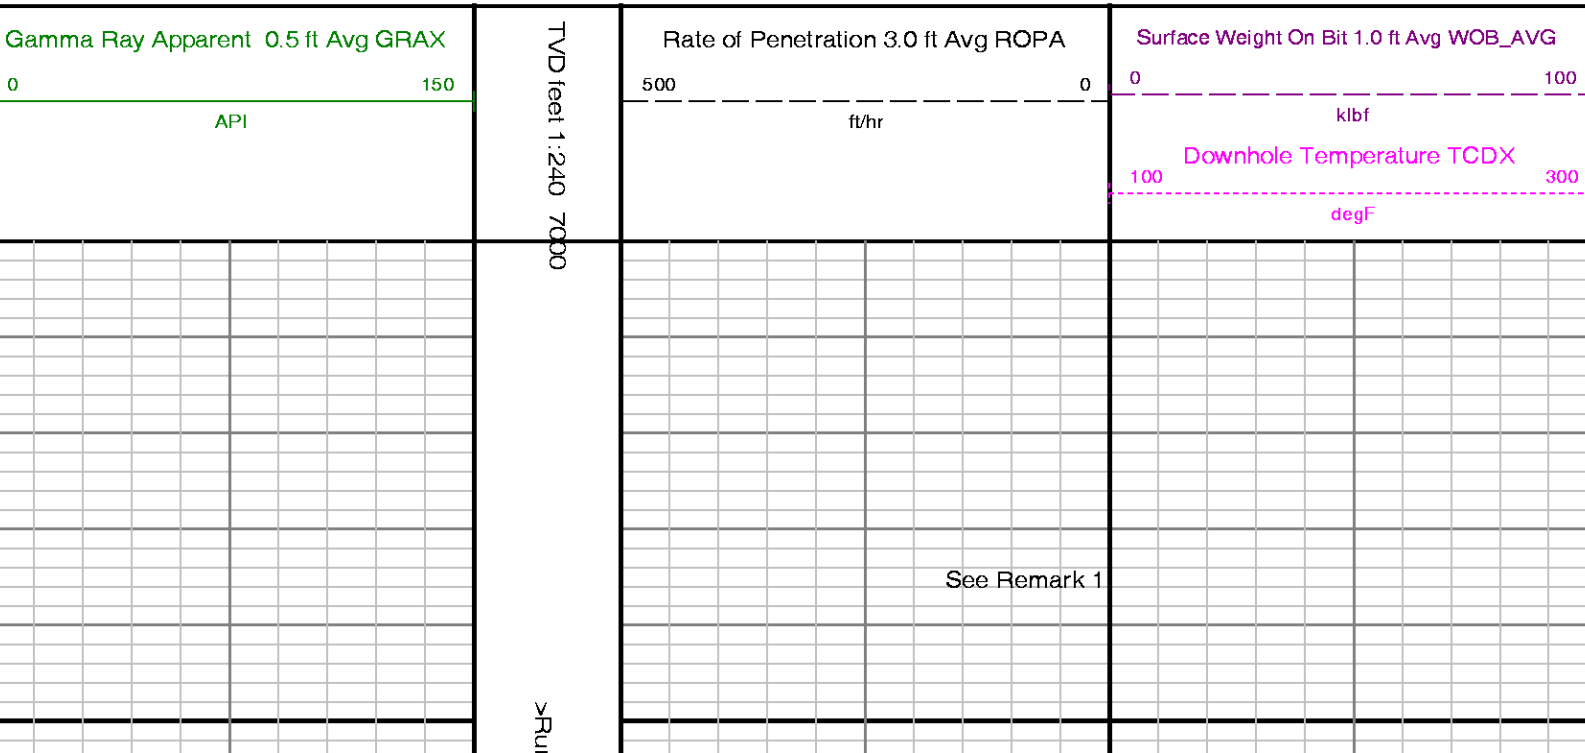 Gamma Ray Apparent 0.5 ft Avg GRAX
0 150
API
TVD feet 1:240 7000
Rate of Penetration 3.0 ft Avg ROPA
500 0
ft/hr
Surface Weight On Bit 1.0 ft Avg WOB_AVG
0 100
klbf
Downhole Temperature TCDX
100 300
degF
See Remark 1